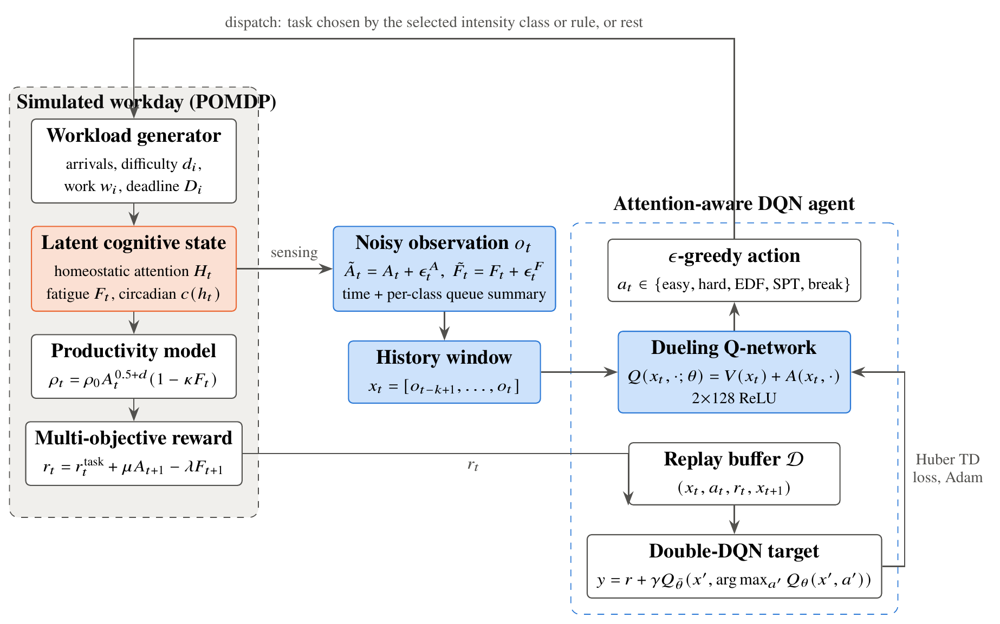 dispatch: task chosen by the selected intensity class or rule, or rest
Simulated workday (POMDP)
Workload generator
arrivals, difficulty d_i,
work w_i, deadline D_i
Latent cognitive state
homeostatic attention H_t
fatigue F_t, circadian c(h_t)
Productivity model
ρ_t = ρ_0 A_t^{0.5+d}(1 − κF_t)
Multi-objective reward
r_t = r_t^{task} + μA_{t+1} − λF_{t+1}
sensing
Noisy observation o_t
Ã_t = A_t + ϵ_t^A, F̃_t = F_t + ϵ_t^F
time + per-class queue summary
History window
x_t = [o_{t−k+1}, . . . , o_t]
r_t
Attention-aware DQN agent
ϵ-greedy action
a_t ∈ {easy, hard, EDF, SPT, break}
Dueling Q-network
Q(x_t, ·; θ) = V(x_t) + A(x_t, ·)
2×128 ReLU
Replay buffer 𝒟
(x_t, a_t, r_t, x_{t+1})
Double-DQN target
y = r + γQ_{θ̄}(x′, arg max_{a′} Q_θ(x′, a′))
Huber TD
loss, Adam